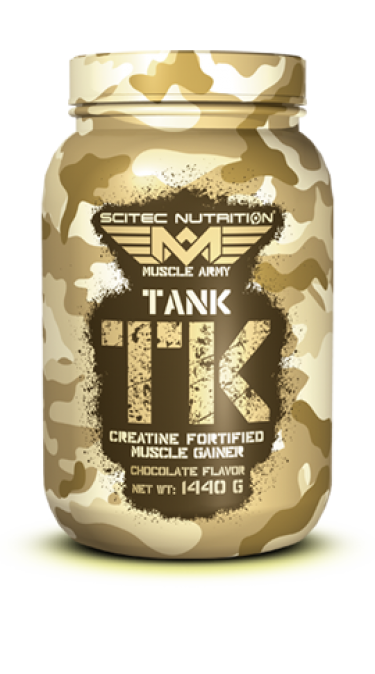 SCITEC NUTRITION
MUSCLE ARMY
TANK
TK
CREATINE FORTIFIED
MUSCLE GAINER
CHOCOLATE FLAVOR
NET WT: 1440 G